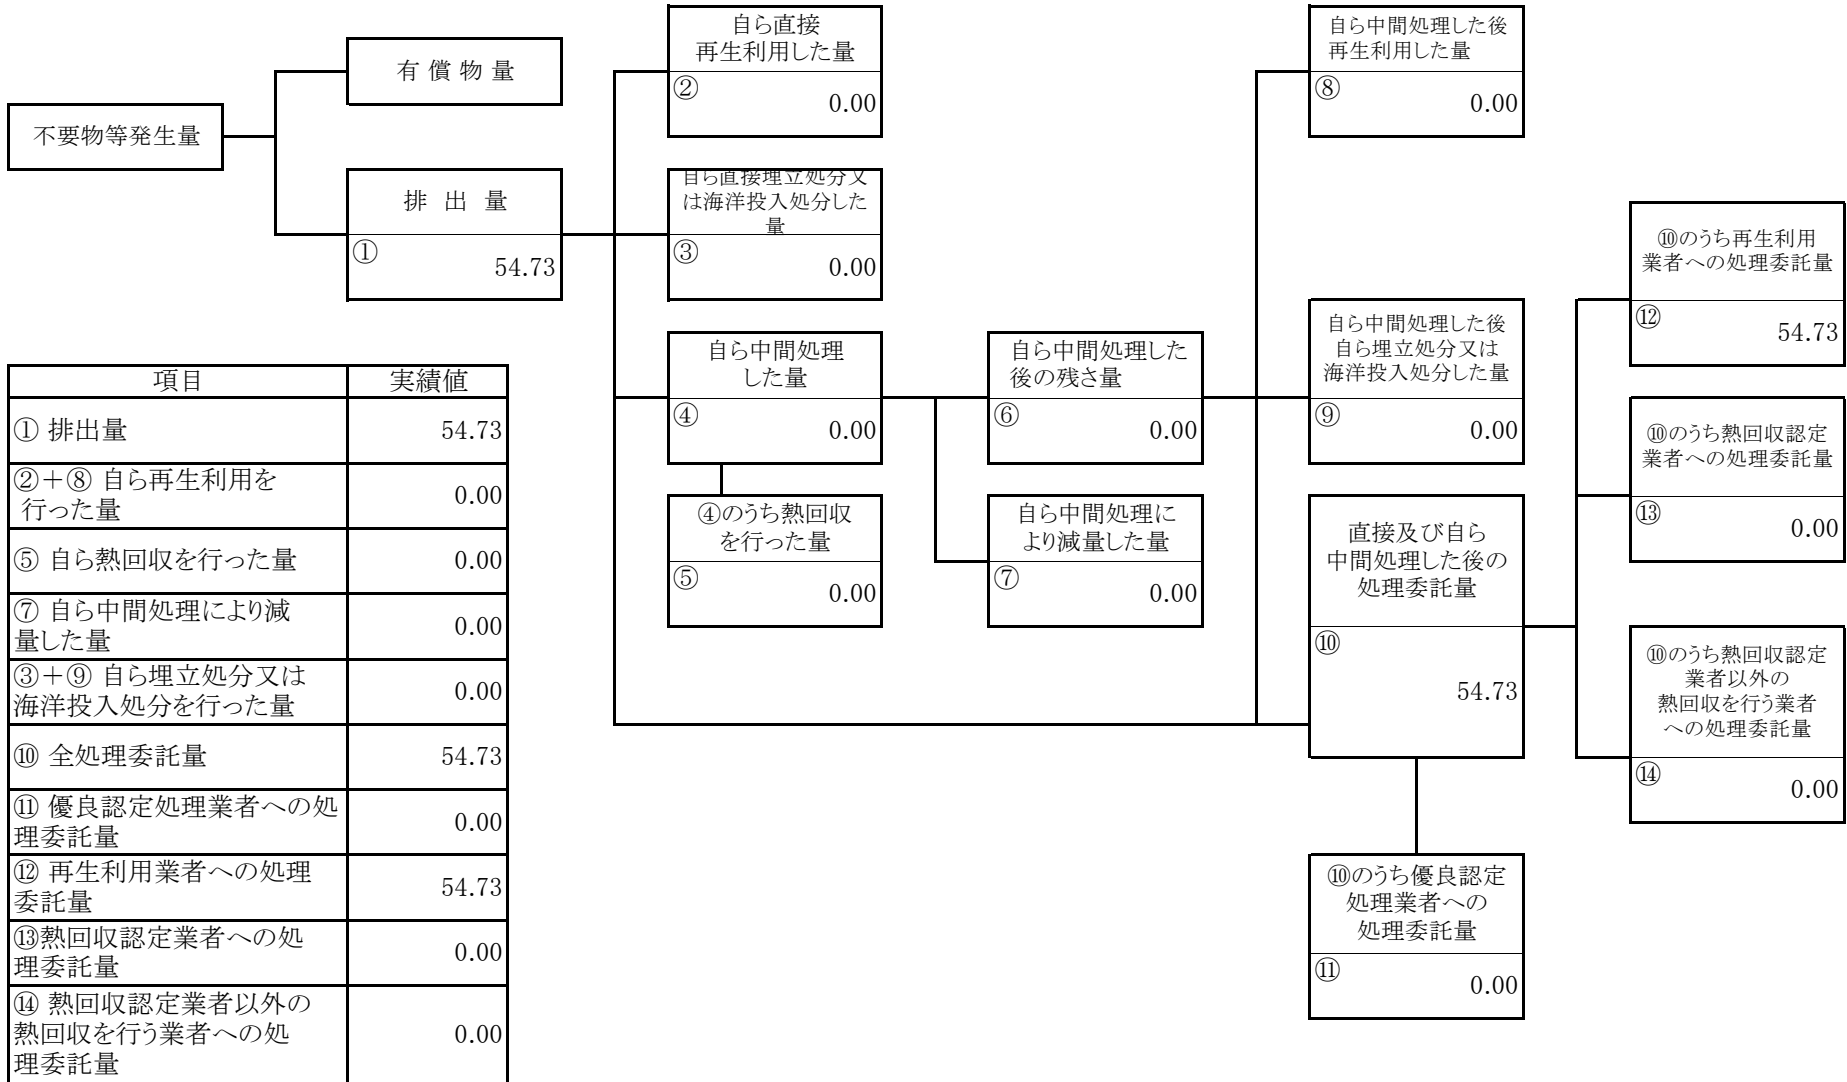 不要物等発生量
有 償 物 量
排 出 量
①
54.73
自ら直接
再生利用した量
②
0.00
自ら直接埋立処分又
は海洋投入処分した
量
③
0.00
自ら中間処理
した量
④
0.00
④のうち熱回収
を行った量
⑤
0.00
自ら中間処理した
後の残さ量
⑥
0.00
自ら中間処理に
より減量した量
⑦
0.00
自ら中間処理した後
再生利用した量
⑧
0.00
自ら中間処理した後
自ら埋立処分又は
海洋投入処分した量
⑨
0.00
直接及び自ら
中間処理した後の
処理委託量
⑩
54.73
⑩のうち優良認定
処理業者への
処理委託量
⑪
0.00
⑩のうち再生利用
業者への処理委託量
⑫
54.73
⑩のうち熱回収認定
業者への処理委託量
⑬
0.00
⑩のうち熱回収認定
業者以外の
熱回収を行う業者
への処理委託量
⑭
0.00
項目 実績値
① 排出量 54.73
②+⑧ 自ら再生利用を
行った量 0.00
⑤ 自ら熱回収を行った量 0.00
⑦ 自ら中間処理により減
量した量 0.00
③+⑨ 自ら埋立処分又は
海洋投入処分を行った量 0.00
⑩ 全処理委託量 54.73
⑪ 優良認定処理業者への処
理委託量 0.00
⑫ 再生利用業者への処理
委託量 54.73
⑬熱回収認定業者への処
理委託量 0.00
⑭ 熱回収認定業者以外の
熱回収を行う業者への処
理委託量 0.00